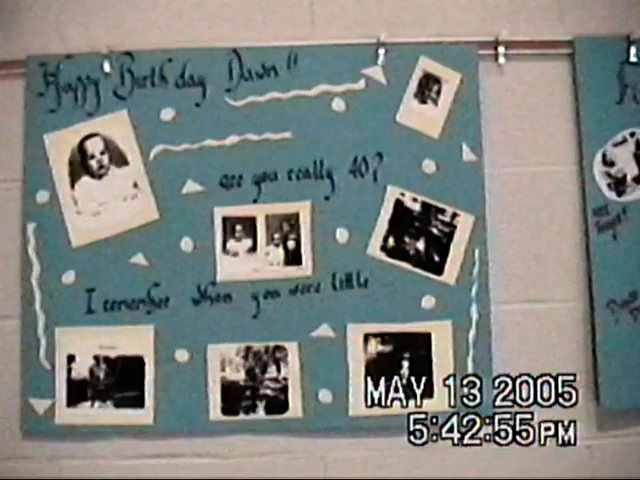 Happy Birthday Dawn!!
are you really 40?
I remember when you were little
MAY 13 2005
5:42:55PM